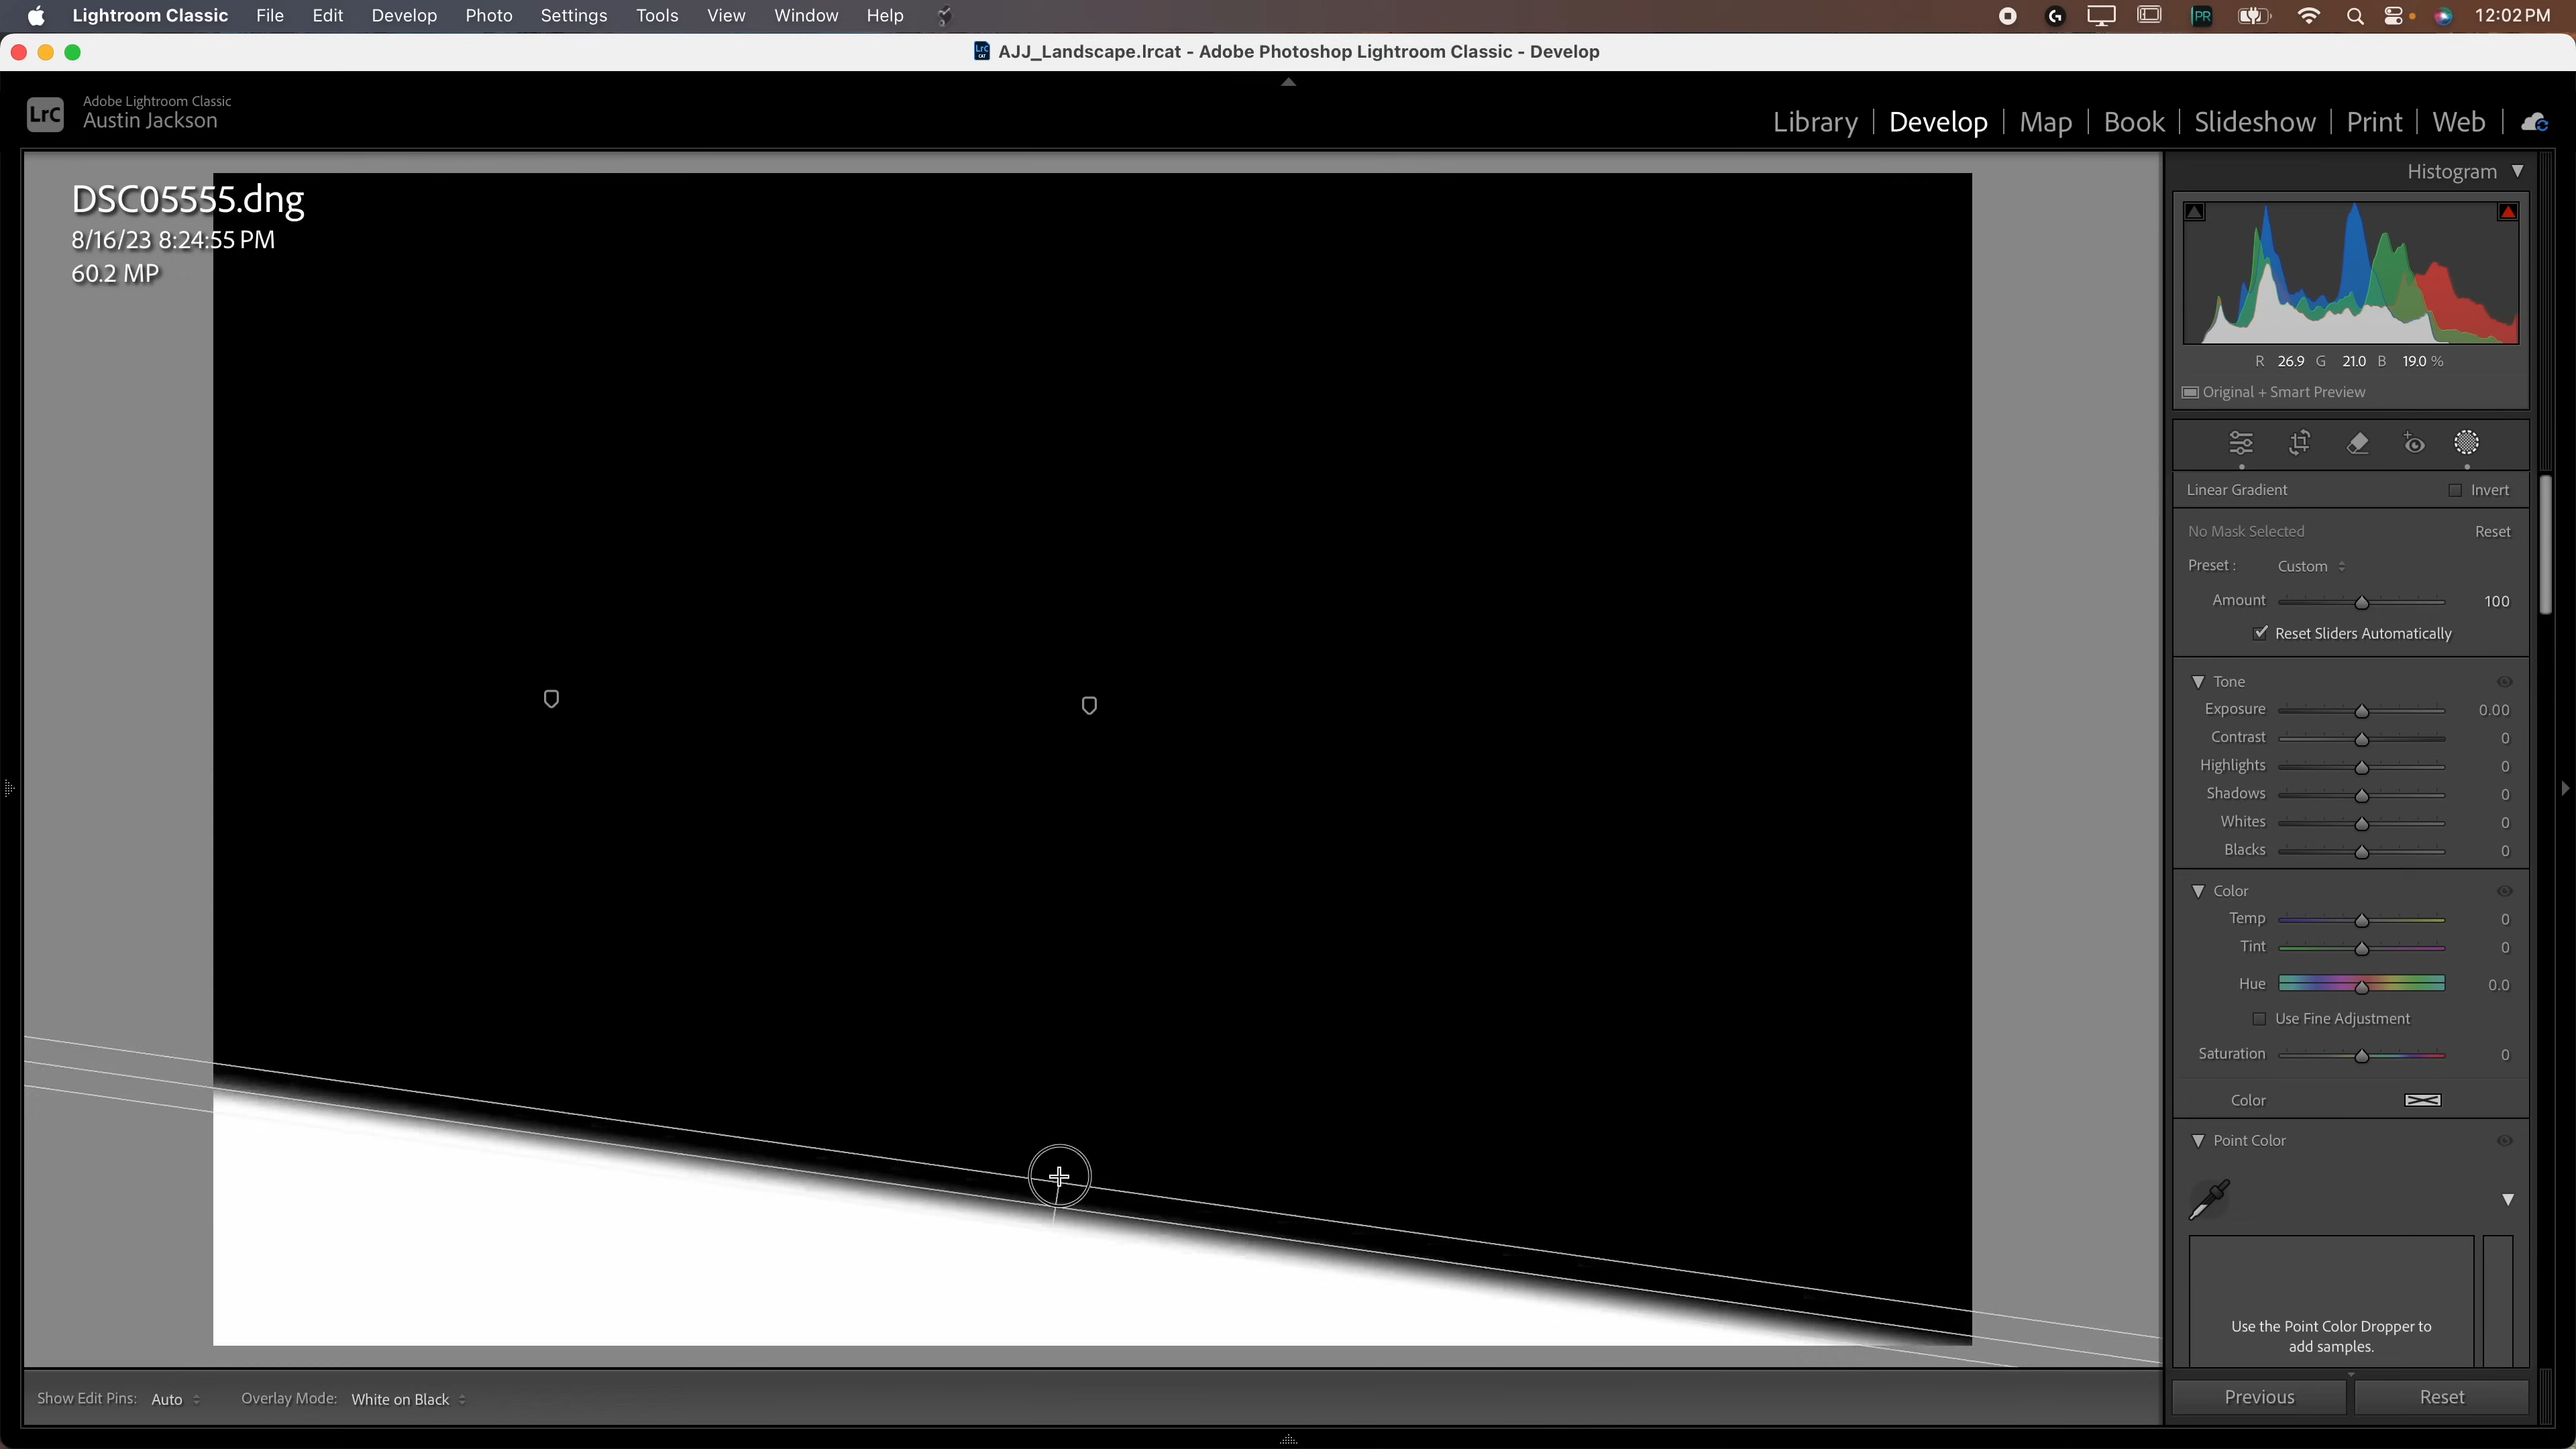 Lightroom Classic File Edit Develop Photo Settings Tools View Window Help PR 12:02 PM
LrC CAT AJJ_Landscape.lrcat - Adobe Photoshop Lightroom Classic - Develop
LrC Adobe Lightroom Classic
Austin Jackson
Library | Develop | Map | Book | Slideshow | Print | Web
DSC05555.dng
8/16/23 8:24:55 PM
60.2 MP
Histogram
R 26.9 G 21.0 B 19.0 %
Original + Smart Preview
Linear Gradient Invert
No Mask Selected Reset
Preset : Custom
Amount 100
Reset Sliders Automatically
Tone
Exposure 0.00
Contrast 0
Highlights 0
Shadows 0
Whites 0
Blacks 0
Color
Temp 0
Tint 0
Hue 0.0
Use Fine Adjustment
Saturation 0
Color
Point Color
Use the Point Color Dropper to
add samples.
Show Edit Pins: Auto Overlay Mode: White on Black
Previous Reset